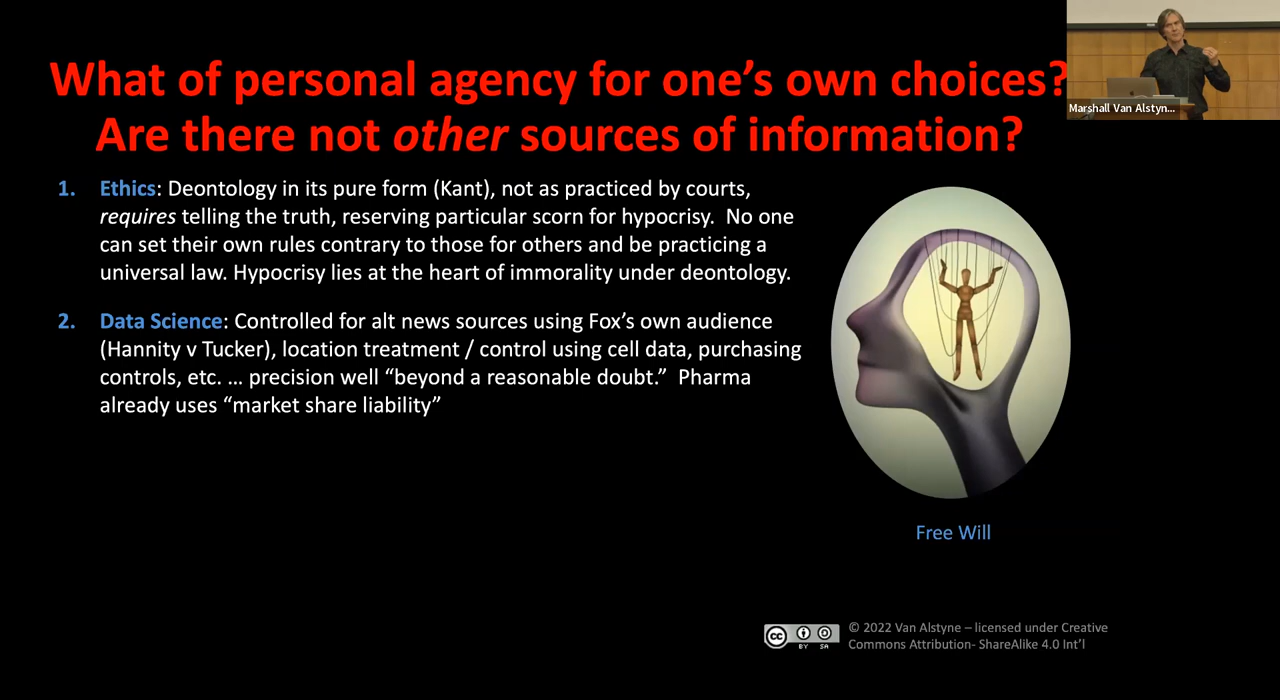 What of personal agency for one’s own choices?
Are there not other sources of information?
Marshall Van Alstyn...
1. Ethics: Deontology in its pure form (Kant), not as practiced by courts,
requires telling the truth, reserving particular scorn for hypocrisy.  No one
can set their own rules contrary to those for others and be practicing a
universal law. Hypocrisy lies at the heart of immorality under deontology.
2. Data Science: Controlled for alt news sources using Fox’s own audience
(Hannity v Tucker), location treatment / control using cell data, purchasing
controls, etc. … precision well “beyond a reasonable doubt.”  Pharma
already uses “market share liability”
Free Will
cc BY SA
© 2022 Van Alstyne – licensed under Creative
Commons Attribution- ShareAlike 4.0 Int’l